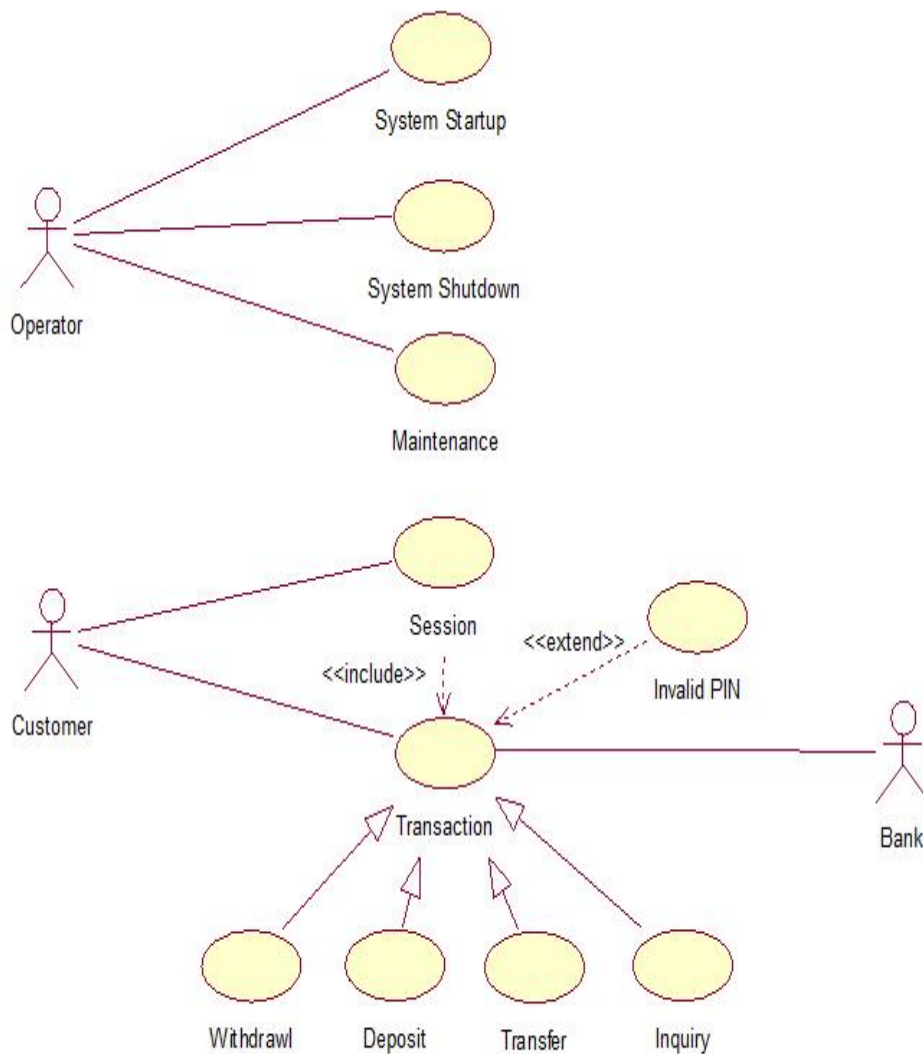 System Startup
System Shutdown
Operator
Maintenance
Session
<<include>>
<<extend>>
Invalid PIN
Customer
Transaction
Bank
Withdrawl
Deposit
Transfer
Inquiry